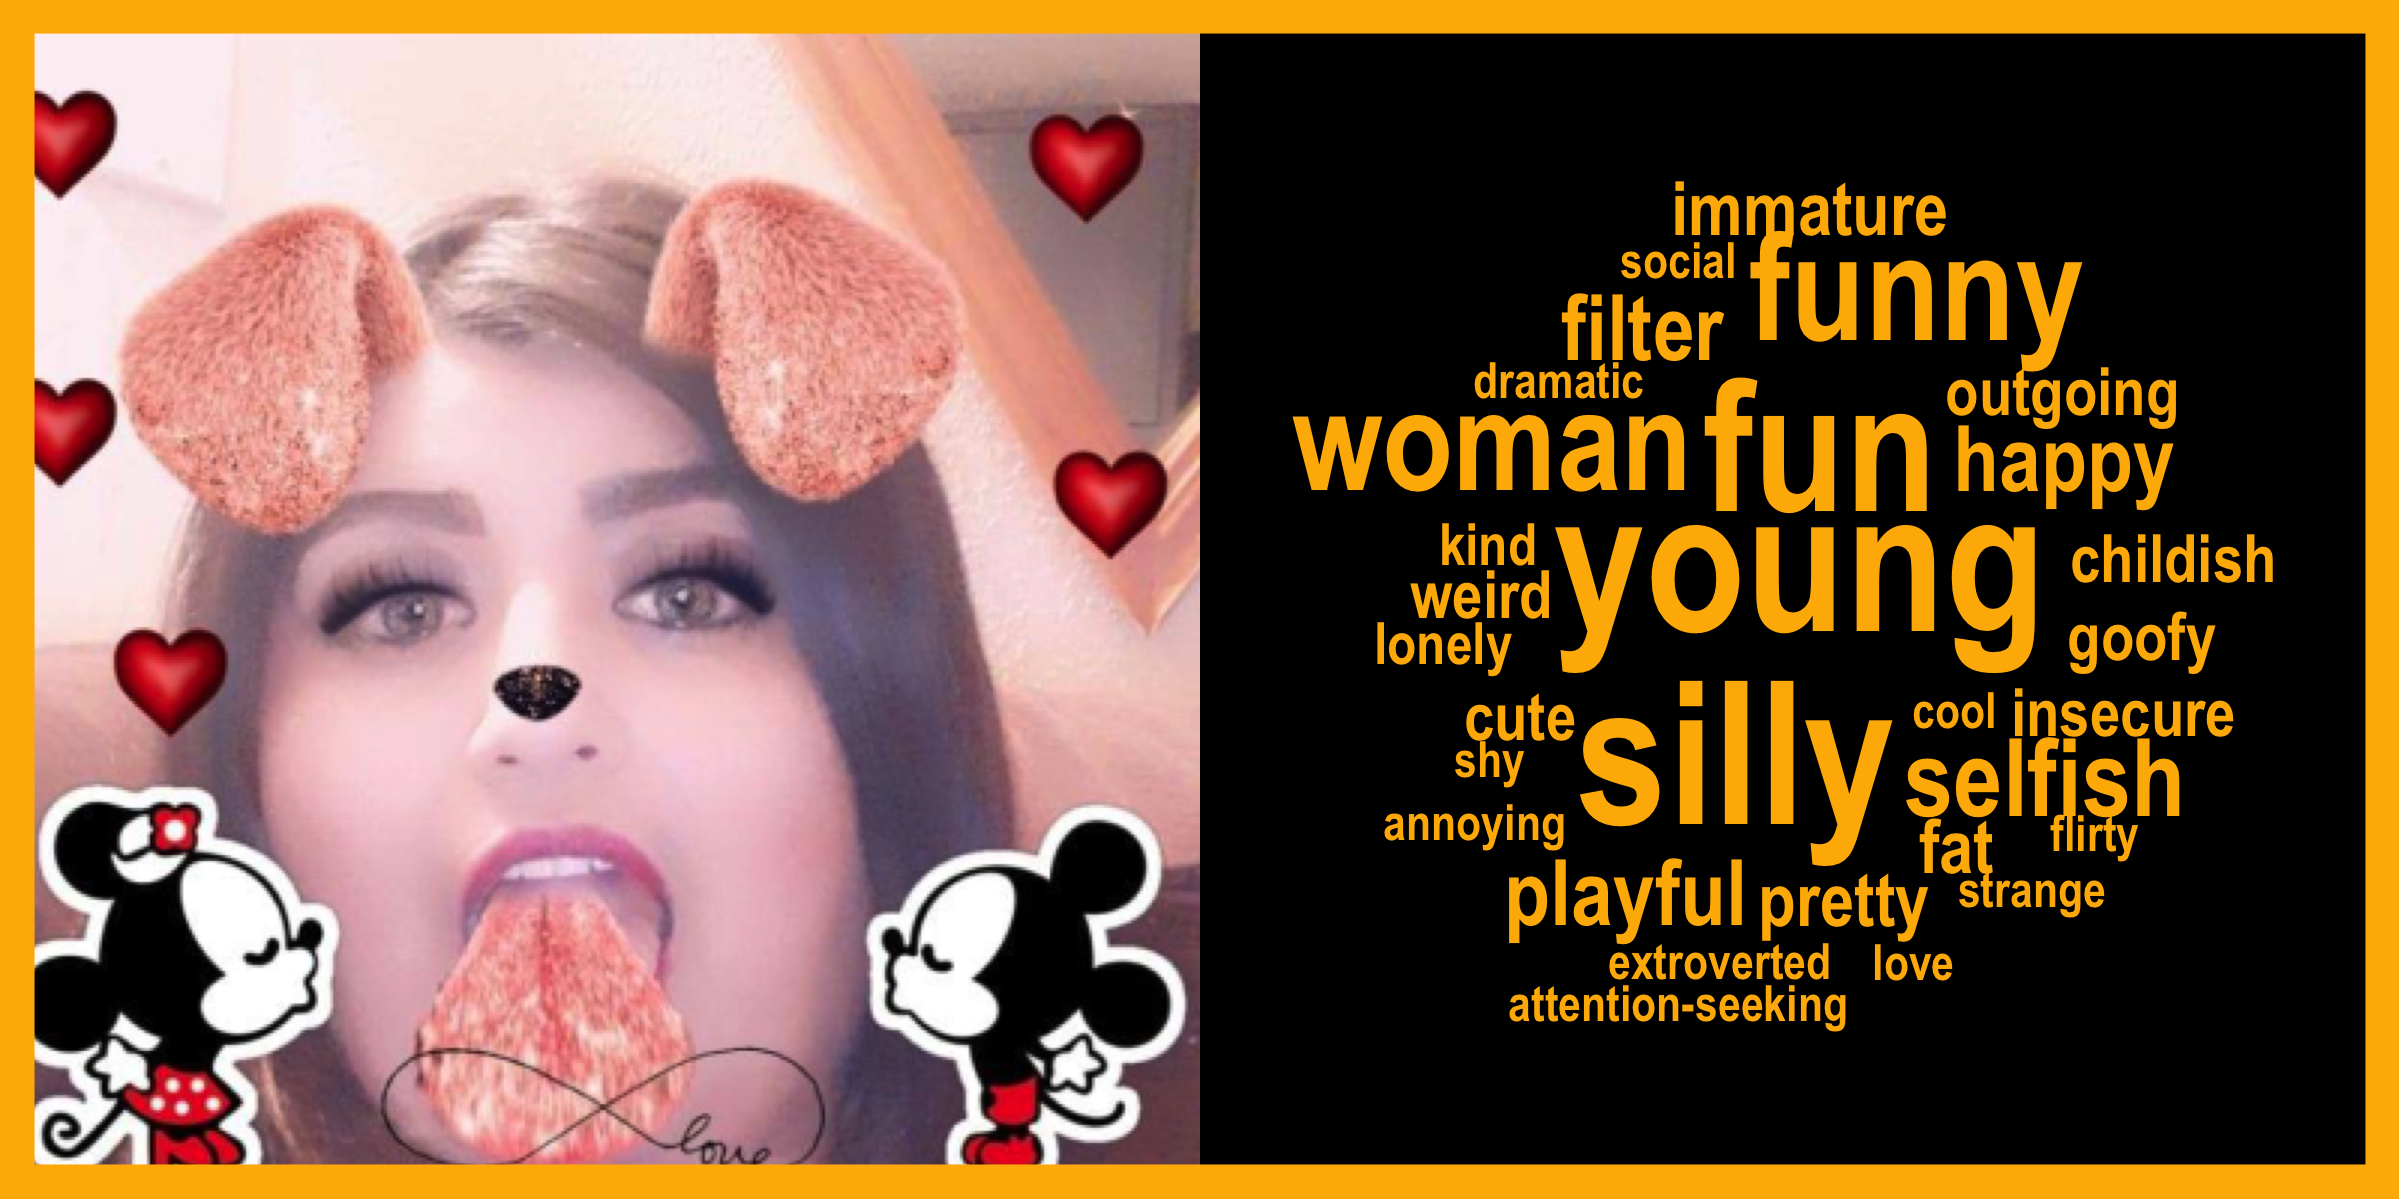 love
immature
social funny
filter
dramatic outgoing
woman fun happy
kind young childish
weird
lonely goofy
cute silly cool insecure
shy selfish
annoying fat flirty
playful pretty strange
extroverted love
attention-seeking